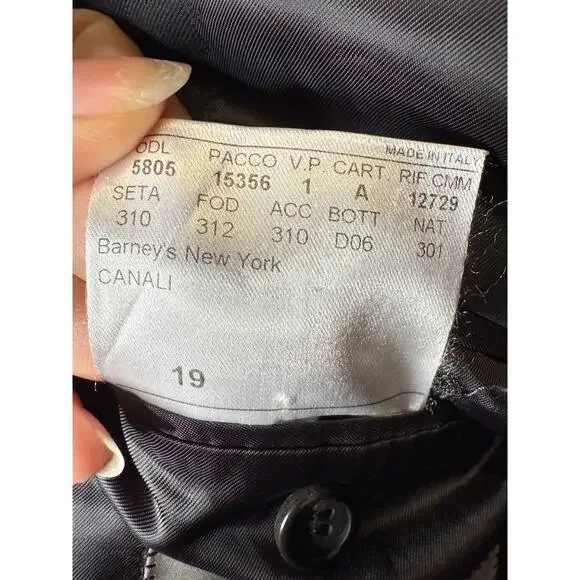 MADE IN ITALY
ODL PACCO V.P. CART. RIF.CMM
5805 15356 1 A 12729
SETA FOD ACC BOTT NAT
310 312 310 D06 301
Barney's New York
CANALI
19